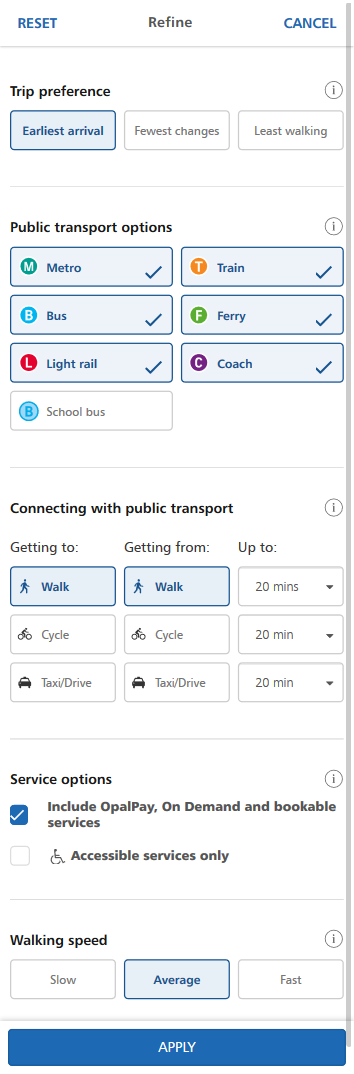 RESET Refine CANCEL
Trip preference i
Earliest arrival Fewest changes Least walking
Public transport options i
M Metro T Train
B Bus F Ferry
L Light rail C Coach
B School bus
Connecting with public transport i
Getting to: Getting from: Up to:
Walk Walk 20 mins
Cycle Cycle 20 min
Taxi/Drive Taxi/Drive 20 min
Service options i
Include OpalPay, On Demand and bookable
services
Accessible services only
Walking speed i
Slow Average Fast
APPLY